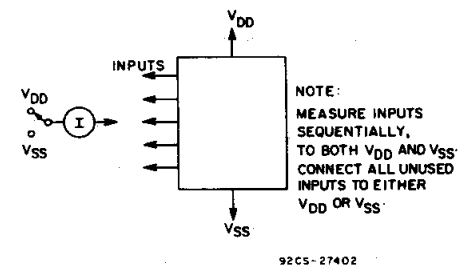 VDD
INPUTS
VDD
I
VSS
NOTE:
MEASURE INPUTS
SEQUENTIALLY,
TO BOTH VDD AND VSS.
CONNECT ALL UNUSED
INPUTS TO EITHER
VDD OR VSS.
VSS
92CS-27402